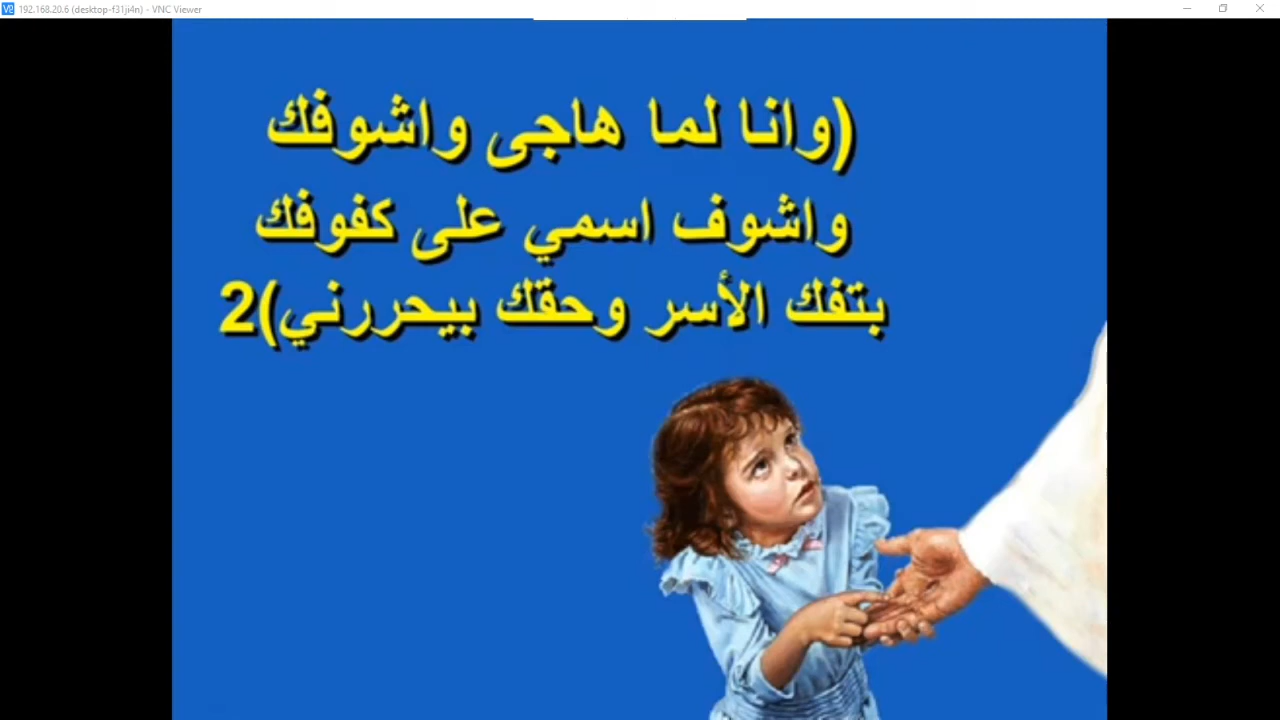 192.168.20.6 (desktop-f31ji4n) - VNC Viewer
(وانا لما هاجى واشوفك
واشوف اسمي على كفوفك
بتفك الأسر وحقك بيحررني)2